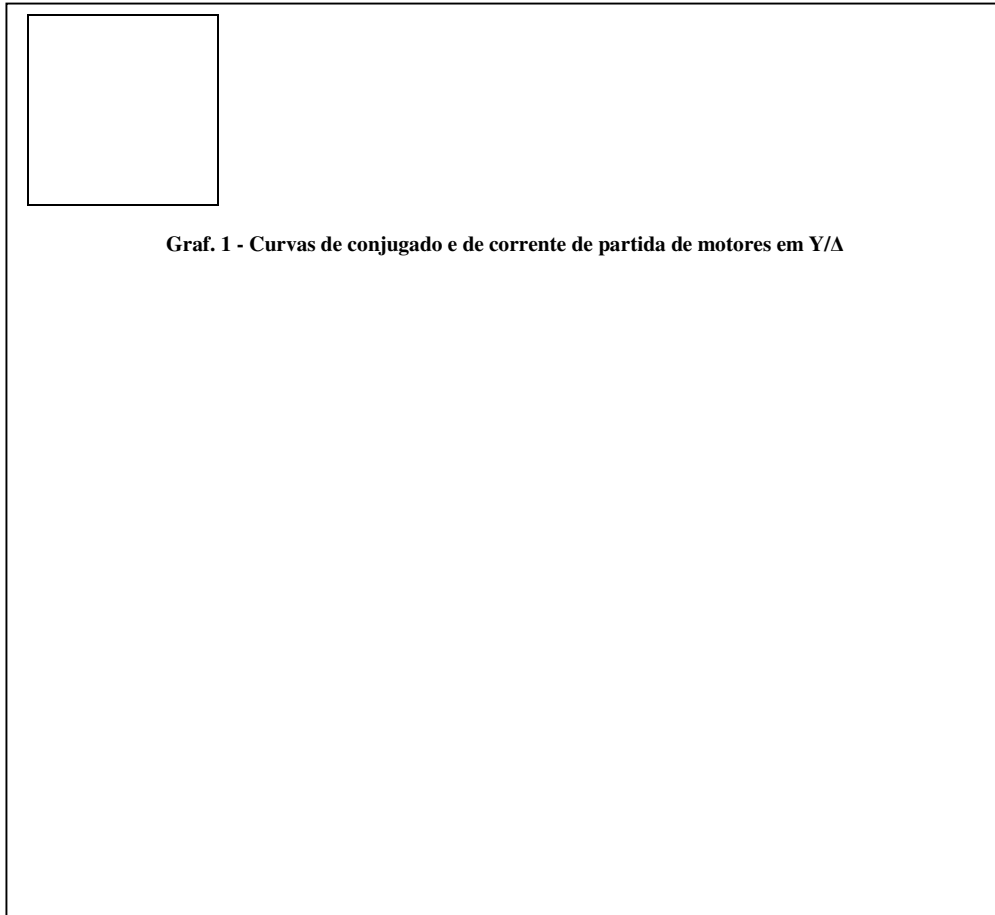 Graf. 1 - Curvas de conjugado e de corrente de partida de motores em Y/Δ